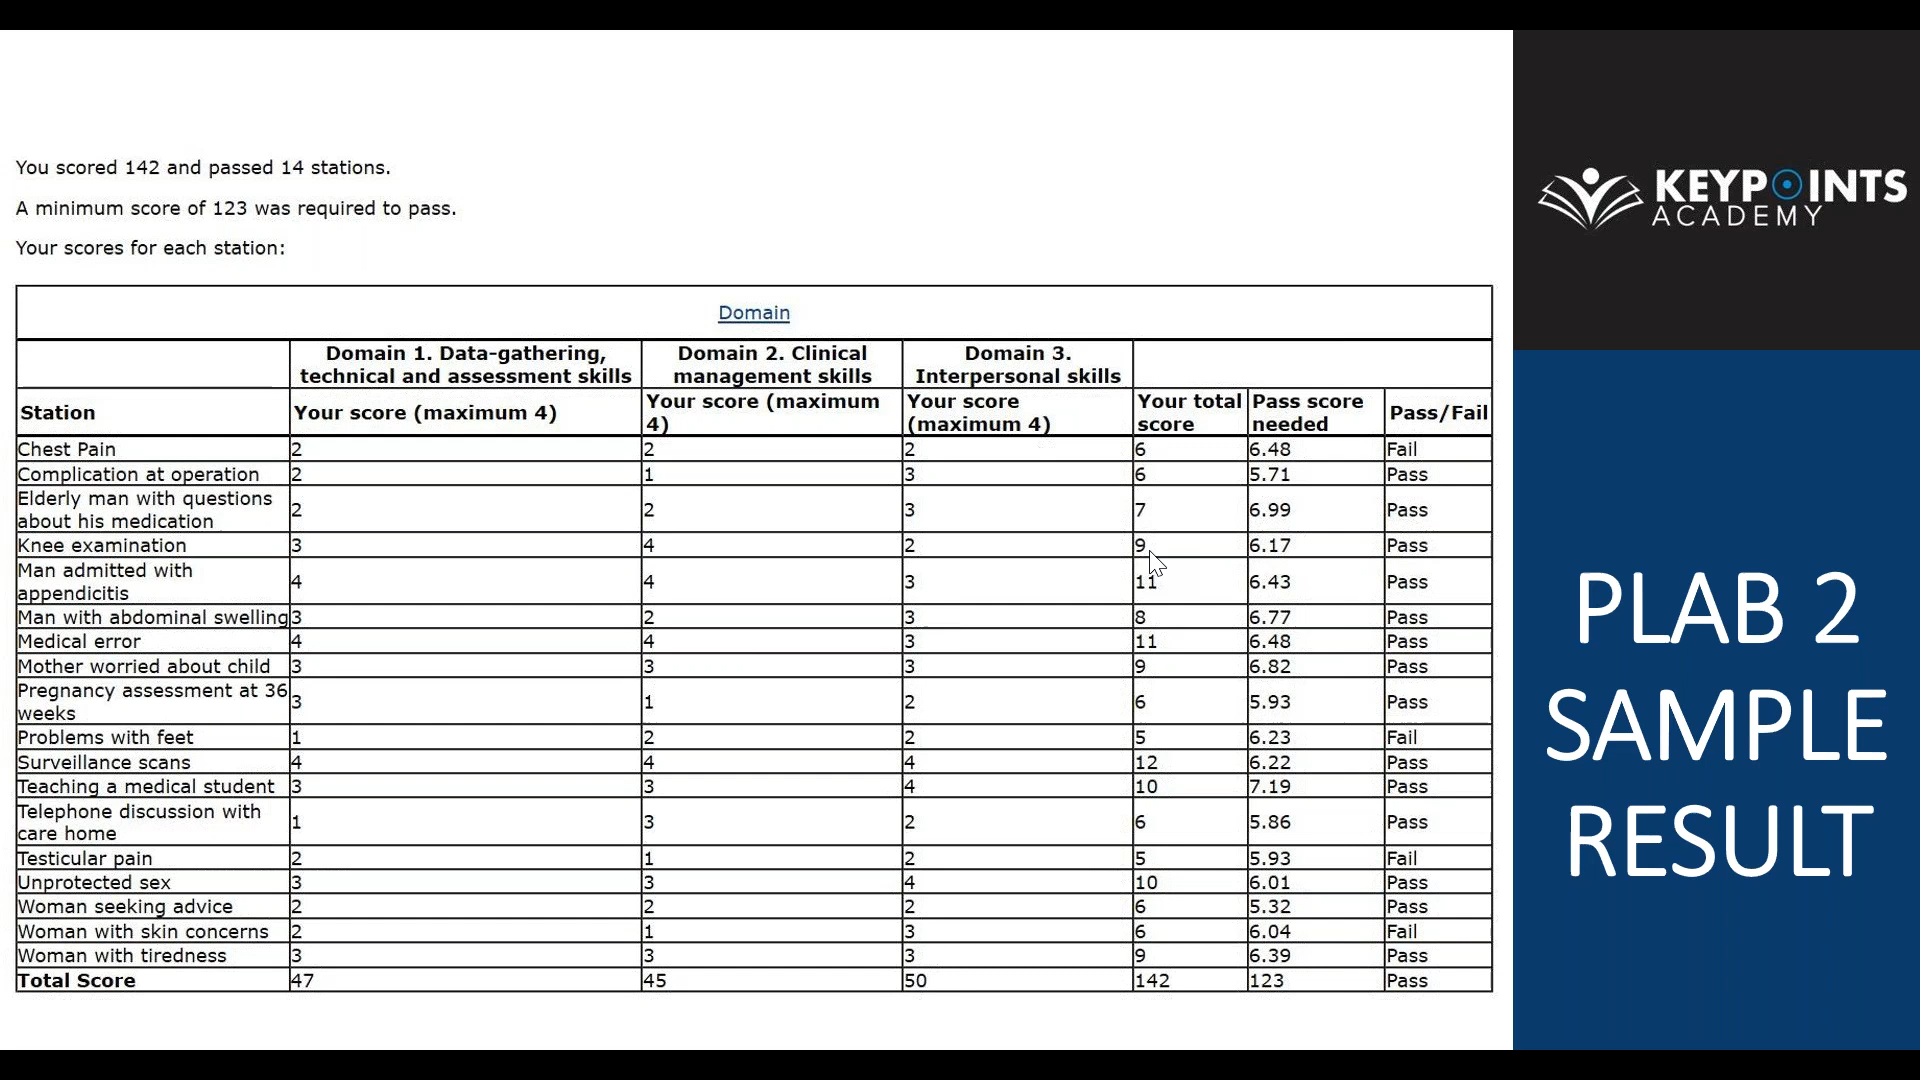 You scored 142 and passed 14 stations.
A minimum score of 123 was required to pass.
Your scores for each station:
Domain
Domain 1. Data-gathering, technical and assessment skills Domain 2. Clinical management skills Domain 3. Interpersonal skills
Station Your score (maximum 4) Your score (maximum 4) Your score (maximum 4) Your total score Pass score needed Pass/Fail
Chest Pain 2 2 2 6 6.48 Fail
Complication at operation 2 1 3 6 5.71 Pass
Elderly man with questions about his medication 2 2 3 7 6.99 Pass
Knee examination 3 4 2 9 6.17 Pass
Man admitted with appendicitis 4 4 3 11 6.43 Pass
Man with abdominal swelling 3 2 3 8 6.77 Pass
Medical error 4 4 3 11 6.48 Pass
Mother worried about child 3 3 3 9 6.82 Pass
Pregnancy assessment at 36 weeks 3 1 2 6 5.93 Pass
Problems with feet 1 2 2 5 6.23 Fail
Surveillance scans 4 4 4 12 6.22 Pass
Teaching a medical student 3 3 4 10 7.19 Pass
Telephone discussion with care home 1 3 2 6 5.86 Pass
Testicular pain 2 1 2 5 5.93 Fail
Unprotected sex 3 3 4 10 6.01 Pass
Woman seeking advice 2 2 2 6 5.32 Pass
Woman with skin concerns 2 1 3 6 6.04 Fail
Woman with tiredness 3 3 3 9 6.39 Pass
Total Score 47 45 50 142 123 Pass
KEYPOINTS
ACADEMY
PLAB 2
SAMPLE
RESULT